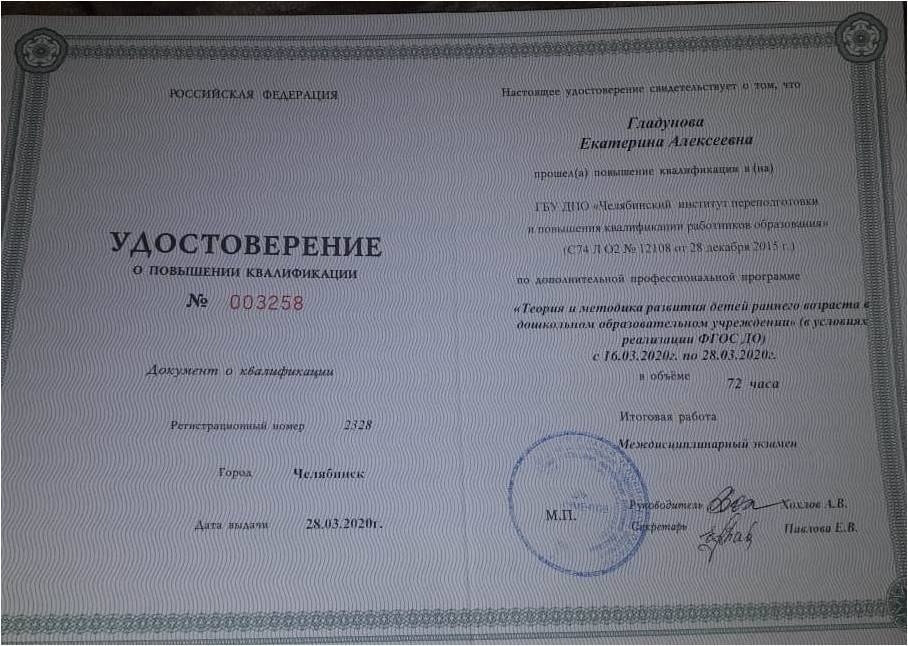 РОССИЙСКАЯ ФЕДЕРАЦИЯ
УДОСТОВЕРЕНИЕ
О ПОВЫШЕНИИ КВАЛИФИКАЦИИ
№ 003258
Документ о квалификации
Регистрационный номер 2328
Город Челябинск
Дата выдачи 28.03.2020г.
Настоящее удостоверение свидетельствует о том, что
Гладунова
Екатерина Алексеевна
прошел(а) повышение квалификации в (на)
ГБУ ДПО «Челябинский институт переподготовки
и повышения квалификации работников образования»
(С74 Л О2 № 12108 от 28 декабря 2015 г.)
по дополнительной профессиональной программе
«Теория и методика развития детей раннего возраста в
дошкольном образовательном учреждении» (в условиях
реализации ФГОС ДО)
с 16.03.2020г. по 28.03.2020г.
в объёме 72 часа
Итоговая работа
Междисциплинарный экзамен
М.П.
Руководитель Хохлов А.В.
Секретарь Павлова Е.В.